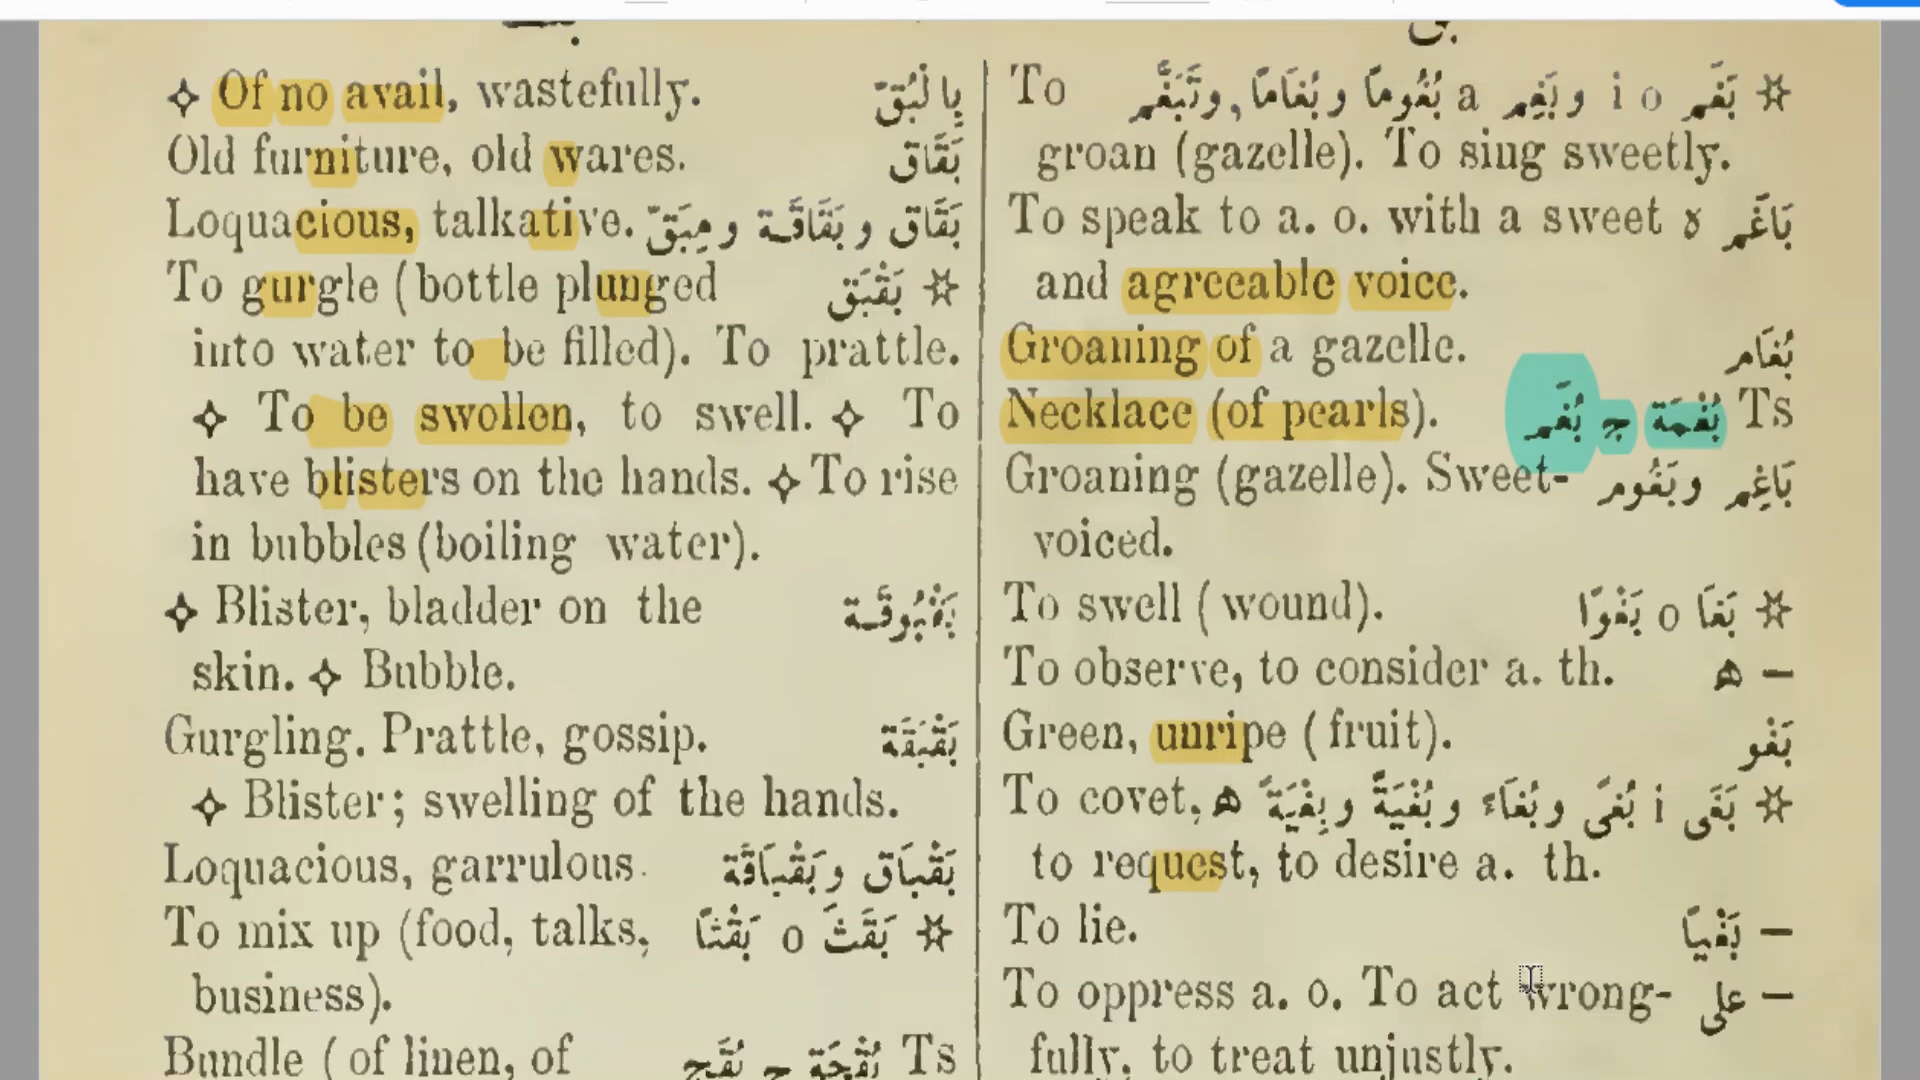 ✧ Of no avail, wastefully. بِالْبُقّ
Old furniture, old wares. بَقَاق
Loquacious, talkative. بَقَاق وبَقَاقَة ومِبَقّ
To gurgle (bottle plunged بَقْبَق ☼
into water to be filled). To prattle.
✧ To be swollen, to swell. ✧ To
have blisters on the hands. ✧ To rise
in bubbles (boiling water).
✧ Blister, bladder on the بَقْبُوقَة
skin. ✧ Bubble.
Gurgling. Prattle, gossip. بَقْبَقَة
✧ Blister; swelling of the hands.
Loquacious, garrulous. بَقْبَاق وبَقْبَاقَة
To mix up (food, talks, بَقَثَ o بَقْثًا ☼
business).
Bundle (of linen, of بُقْجَة ج بُقَج Ts
To ☼ بَغَم i o وبَغِم a بُغُومًا وبُغَامًا, وتَبَغَّم
groan (gazelle). To sing sweetly.
To speak to a. o. with a sweet بَاغَم ه
and agreeable voice.
Groaning of a gazelle. بُغَام
Necklace (of pearls). بُغْمَة ج بُغَم Ts
Groaning (gazelle). Sweet- بَاغِم وبَغُوم
voiced.
To swell (wound). ☼ بَغَا o بَغْوًا
To observe, to consider a. th. — ه
Green, unripe (fruit). بَغْو
To covet, ☼ بَغَى i بُغًى وبُغَاء وبُغْيَةً وبِغْيَةً ه
to request, to desire a. th.
To lie. — بَغْيًا
To oppress a. o. To act wrong- — على
fully, to treat unjustly.